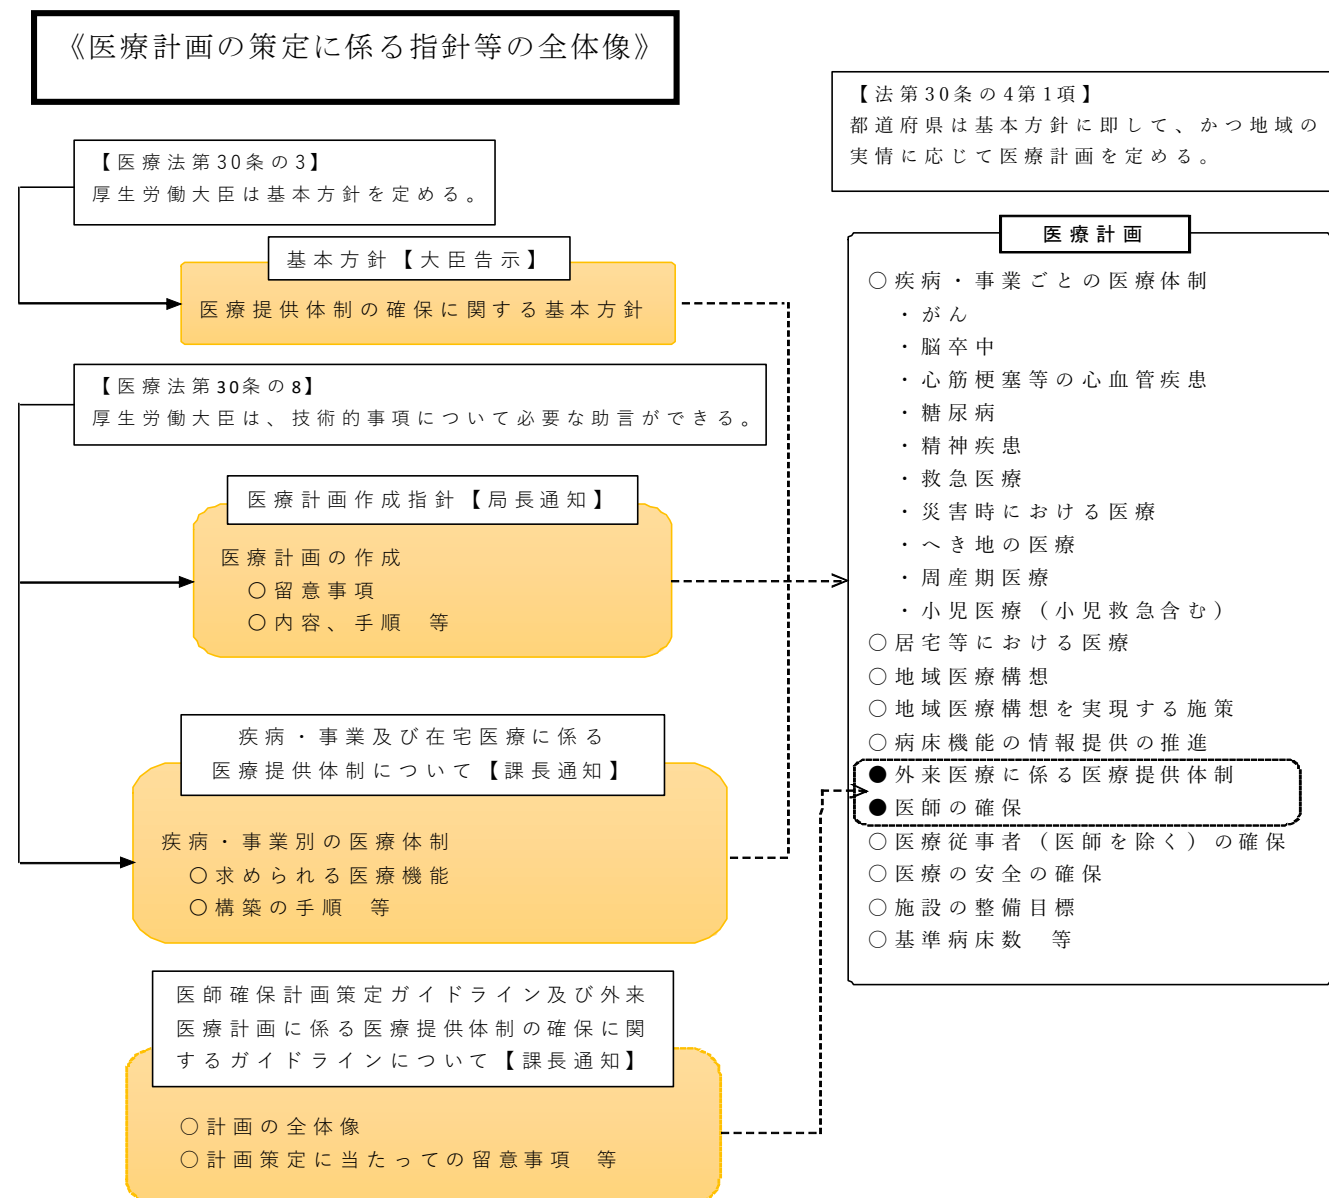 《医療計画の策定に係る指針等の全体像》
【医療法第30条の3】
厚生労働大臣は基本方針を定める。
基本方針【大臣告示】
医療提供体制の確保に関する基本方針
【医療法第30条の8】
厚生労働大臣は、技術的事項について必要な助言ができる。
医療計画作成指針【局長通知】
医療計画の作成
○留意事項
○内容、手順 等
疾病・事業及び在宅医療に係る
医療提供体制について【課長通知】
疾病・事業別の医療体制
○求められる医療機能
○構築の手順 等
医師確保計画策定ガイドライン及び外来
医療計画に係る医療提供体制の確保に関
するガイドラインについて【課長通知】
○計画の全体像
○計画策定に当たっての留意事項 等
【法第30条の4第1項】
都道府県は基本方針に即して、かつ地域の
実情に応じて医療計画を定める。
医療計画
○疾病・事業ごとの医療体制
・がん
・脳卒中
・心筋梗塞等の心血管疾患
・糖尿病
・精神疾患
・救急医療
・災害時における医療
・へき地の医療
・周産期医療
・小児医療（小児救急含む）
○居宅等における医療
○地域医療構想
○地域医療構想を実現する施策
○病床機能の情報提供の推進
●外来医療に係る医療提供体制
●医師の確保
○医療従事者（医師を除く）の確保
○医療の安全の確保
○施設の整備目標
○基準病床数 等